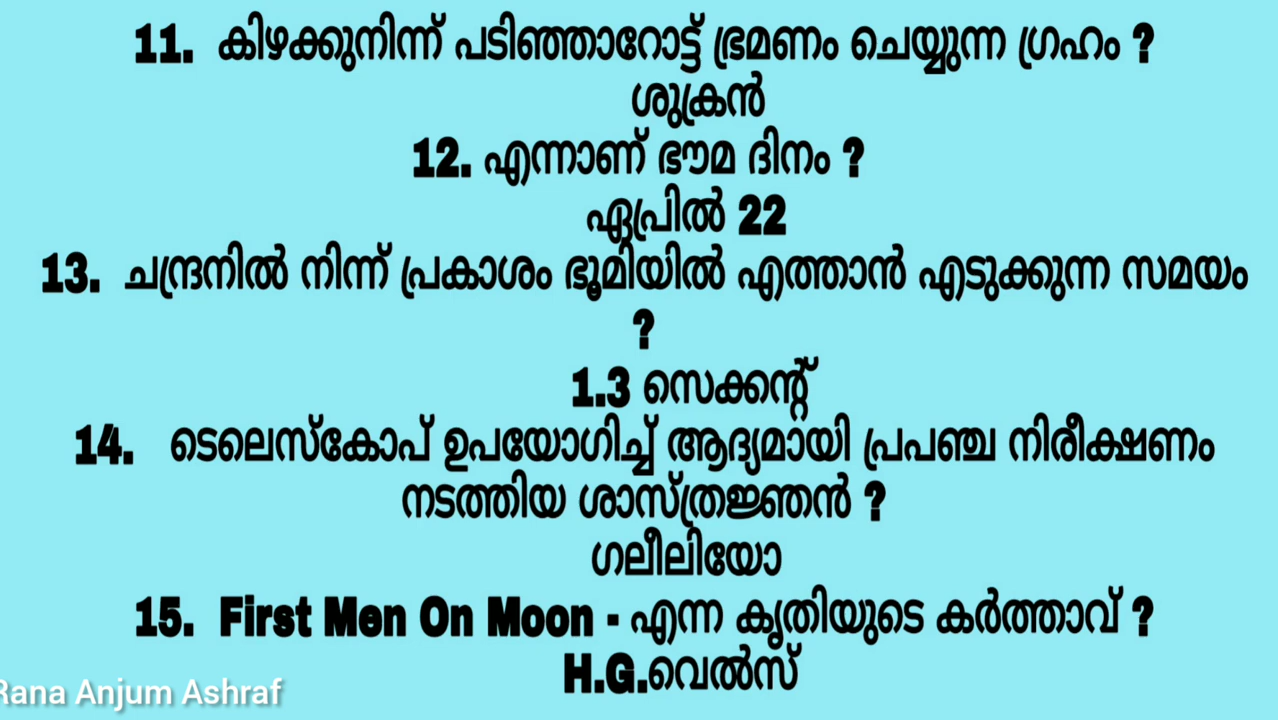 11. കിഴക്കുനിന്ന് പടിഞ്ഞാറോട്ട് ഭ്രമണം ചെയ്യുന്ന ഗ്രഹം ?
ശുക്രൻ
12. എന്നാണ് ഭൗമ ദിനം ?
ഏപ്രിൽ 22
13. ചന്ദ്രനിൽ നിന്ന് പ്രകാശം ഭൂമിയിൽ എത്താൻ എടുക്കുന്ന സമയം
?
1.3 സെക്കന്റ്
14. ടെലെസ്കോപ് ഉപയോഗിച്ച് ആദ്യമായി പ്രപഞ്ച നിരീക്ഷണം
നടത്തിയ ശാസ്ത്രജ്ഞൻ ?
ഗലീലിയോ
15. First Men On Moon - എന്ന കൃതിയുടെ കർത്താവ് ?
H.G.വെൽസ്
Rana Anjum Ashraf